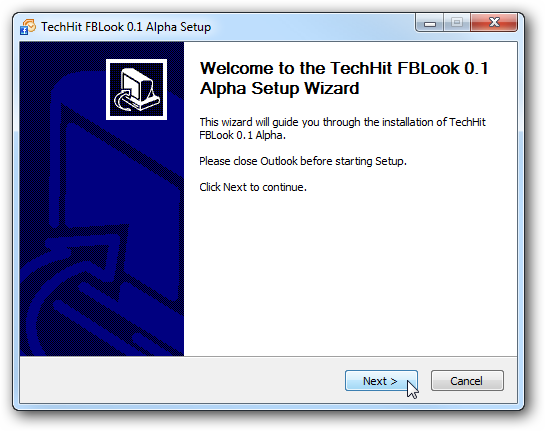 TechHit FBLook 0.1 Alpha Setup
Welcome to the TechHit FBLook 0.1
Alpha Setup Wizard
This wizard will guide you through the installation of TechHit
FBLook 0.1 Alpha.
Please close Outlook before starting Setup.
Click Next to continue.
Next >
Cancel